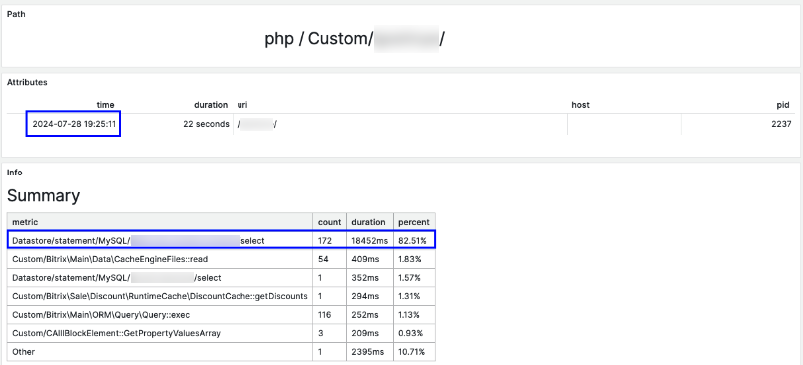 Path
php / Custom/ /
Attributes
time duration uri host pid
2024-07-28 19:25:11 22 seconds / / 2237
Info
Summary
metric count duration percent
Datastore/statement/MySQL/ select 172 18452ms 82.51%
Custom/Bitrix\Main\Data\CacheEngineFiles::read 54 409ms 1.83%
Datastore/statement/MySQL/ /select 1 352ms 1.57%
Custom/Bitrix\Sale\Discount\RuntimeCache\DiscountCache::getDiscounts 1 294ms 1.31%
Custom/Bitrix\Main\ORM\Query\Query::exec 116 252ms 1.13%
Custom/CAllIBlockElement::GetPropertyValuesArray 3 209ms 0.93%
Other 1 2395ms 10.71%